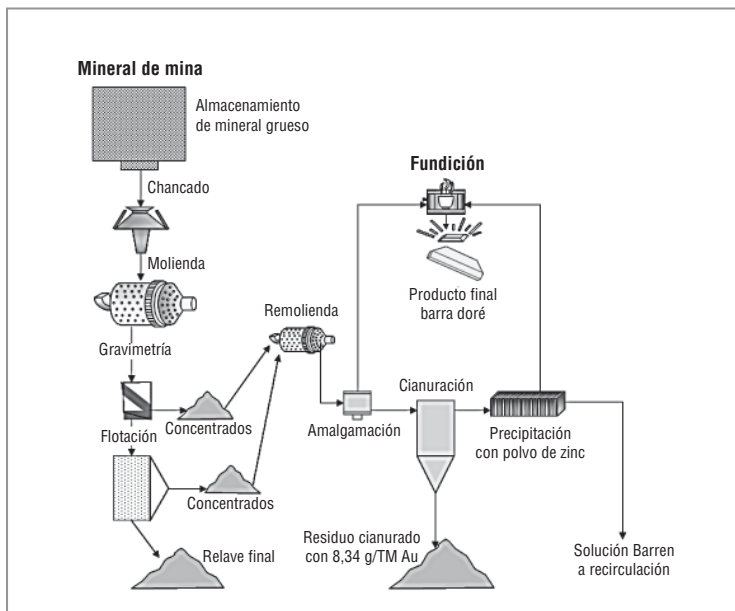 Mineral de mina
Almacenamiento
de mineral grueso
Chancado
Molienda
Gravimetría
Flotación
Concentrados
Concentrados
Relave final
Remolienda
Amalgamación
Cianuración
Residuo cianurado
con 8,34 g/TM Au
Fundición
Producto final
barra doré
Precipitación
con polvo de zinc
Solución Barren
a recirculación